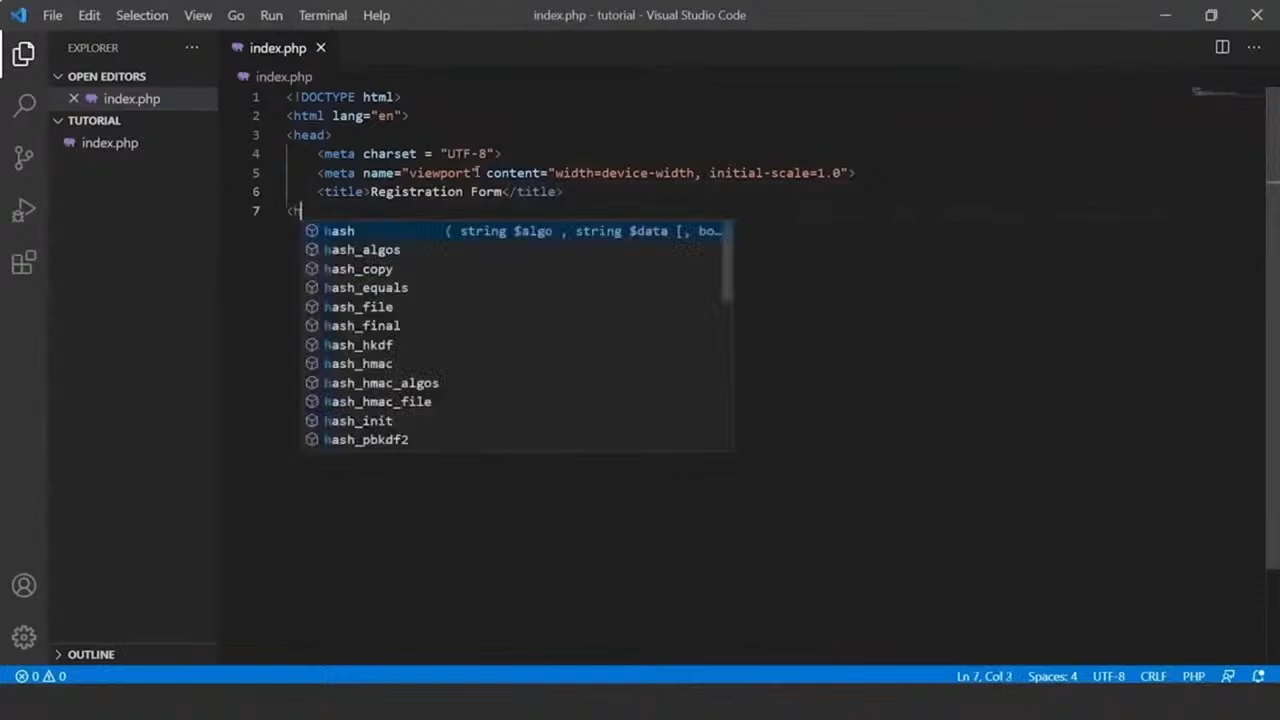 File Edit Selection View Go Run Terminal Help index.php - tutorial - Visual Studio Code
EXPLORER ... index.php
OPEN EDITORS
index.php
TUTORIAL
index.php
index.php
1 <!DOCTYPE html>
2 <html lang="en">
3 <head>
4 <meta charset = "UTF-8">
5 <meta name="viewport" content="width=device-width, initial-scale=1.0">
6 <title>Registration Form</title>
7 <h
hash ( string $algo , string $data [, bo…
hash_algos
hash_copy
hash_equals
hash_file
hash_final
hash_hkdf
hash_hmac
hash_hmac_algos
hash_hmac_file
hash_init
hash_pbkdf2
OUTLINE
0 0 Ln 7, Col 3 Spaces: 4 UTF-8 CRLF PHP